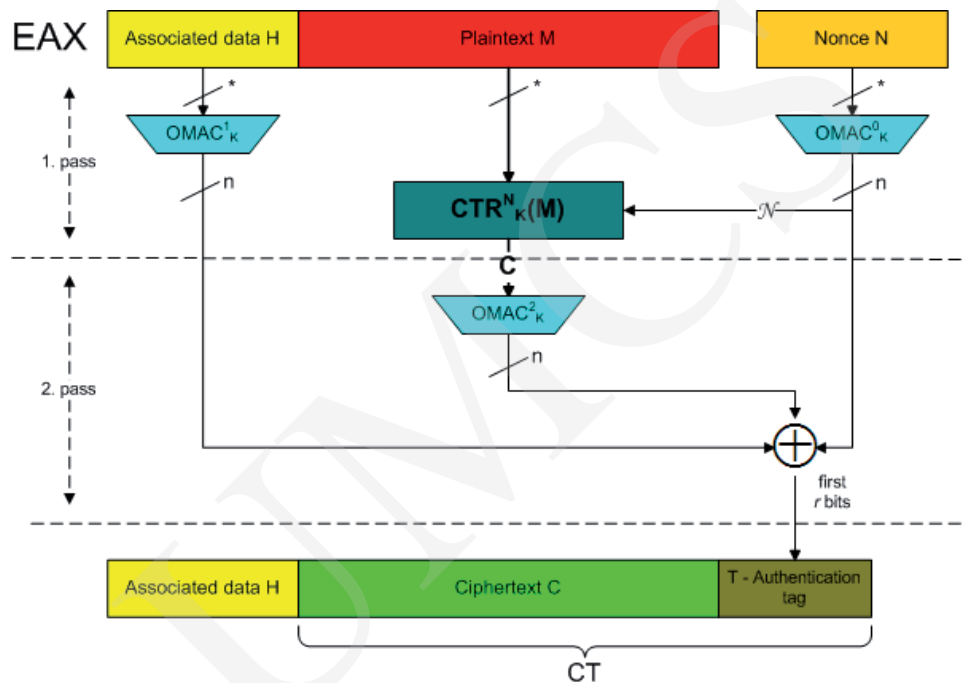 EAX
Associated data H
Plaintext M
Nonce N
*
*
*
OMAC¹K
OMAC⁰K
1. pass
n
n
CTRᴺK(M)
𝒩
C
OMAC²K
n
2. pass
first
r bits
Associated data H
Ciphertext C
T - Authentication
tag
CT
UMCS